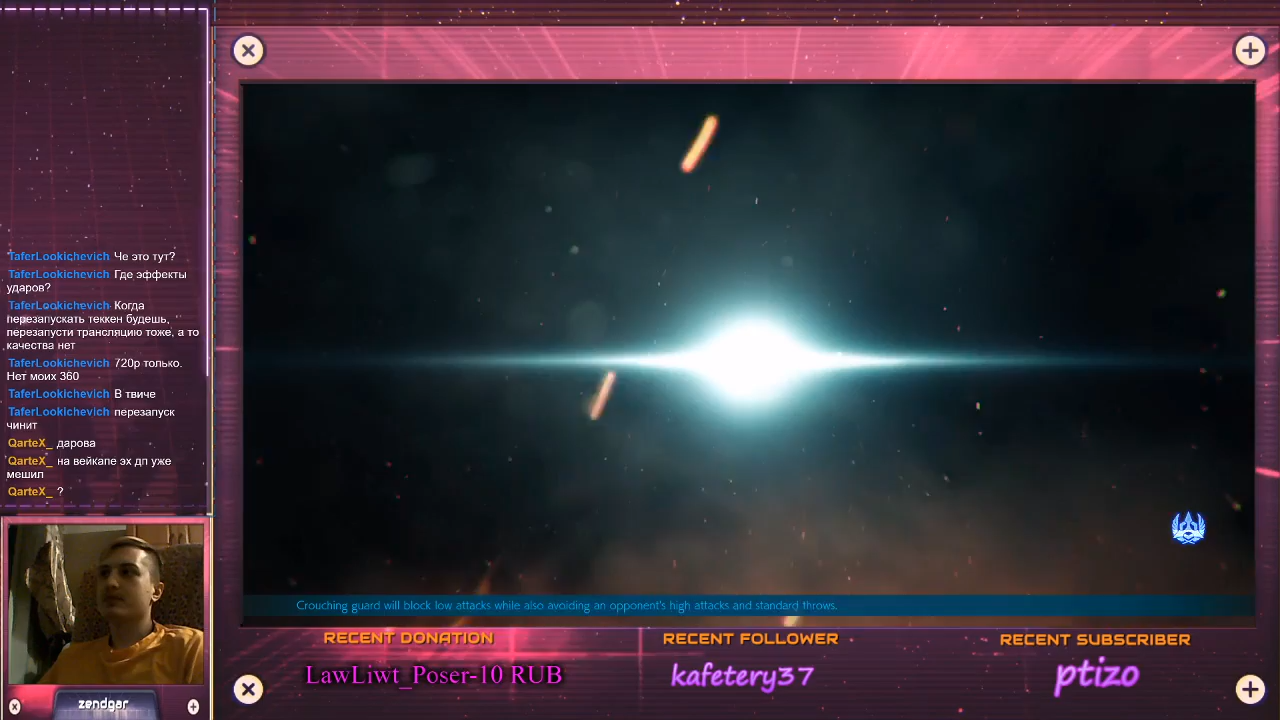 TaferLookichevich Че это тут?
TaferLookichevich Где эффекты
ударов?
TaferLookichevich Когда
перезапускать теккен будешь,
перезапусти трансляцию тоже, а то
качества нет
TaferLookichevich 720p только.
Нет моих 360
TaferLookichevich В твиче
TaferLookichevich перезапуск
чинит
QarteX_ дарова
QarteX_ на вейкапе эх дп уже
мешил
QarteX_ ?
Crouching guard will block low attacks while also avoiding an opponent's high attacks and standard throws.
RECENT DONATION
RECENT FOLLOWER
RECENT SUBSCRIBER
LawLiwt_Poser-10 RUB
kafetery37
ptizo
zendgar